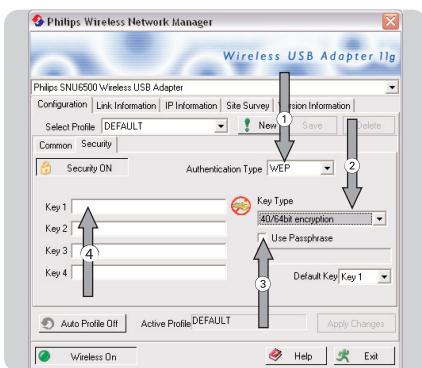 Philips Wireless Network Manager
Wireless USB Adapter 11g
Philips SNU6500 Wireless USB Adapter
Configuration Link Information IP Information Site Survey Version Information
Select Profile DEFAULT New Save Delete
1
Common Security
2
Security ON Authentication Type WEP
Key Type
Key 1
40/64bit encryption
Key 2
Use Passphrase
Key 3
4
Key 4
Default Key Key 1
3
Auto Profile Off Active Profile DEFAULT Apply Changes
Wireless On Help Exit